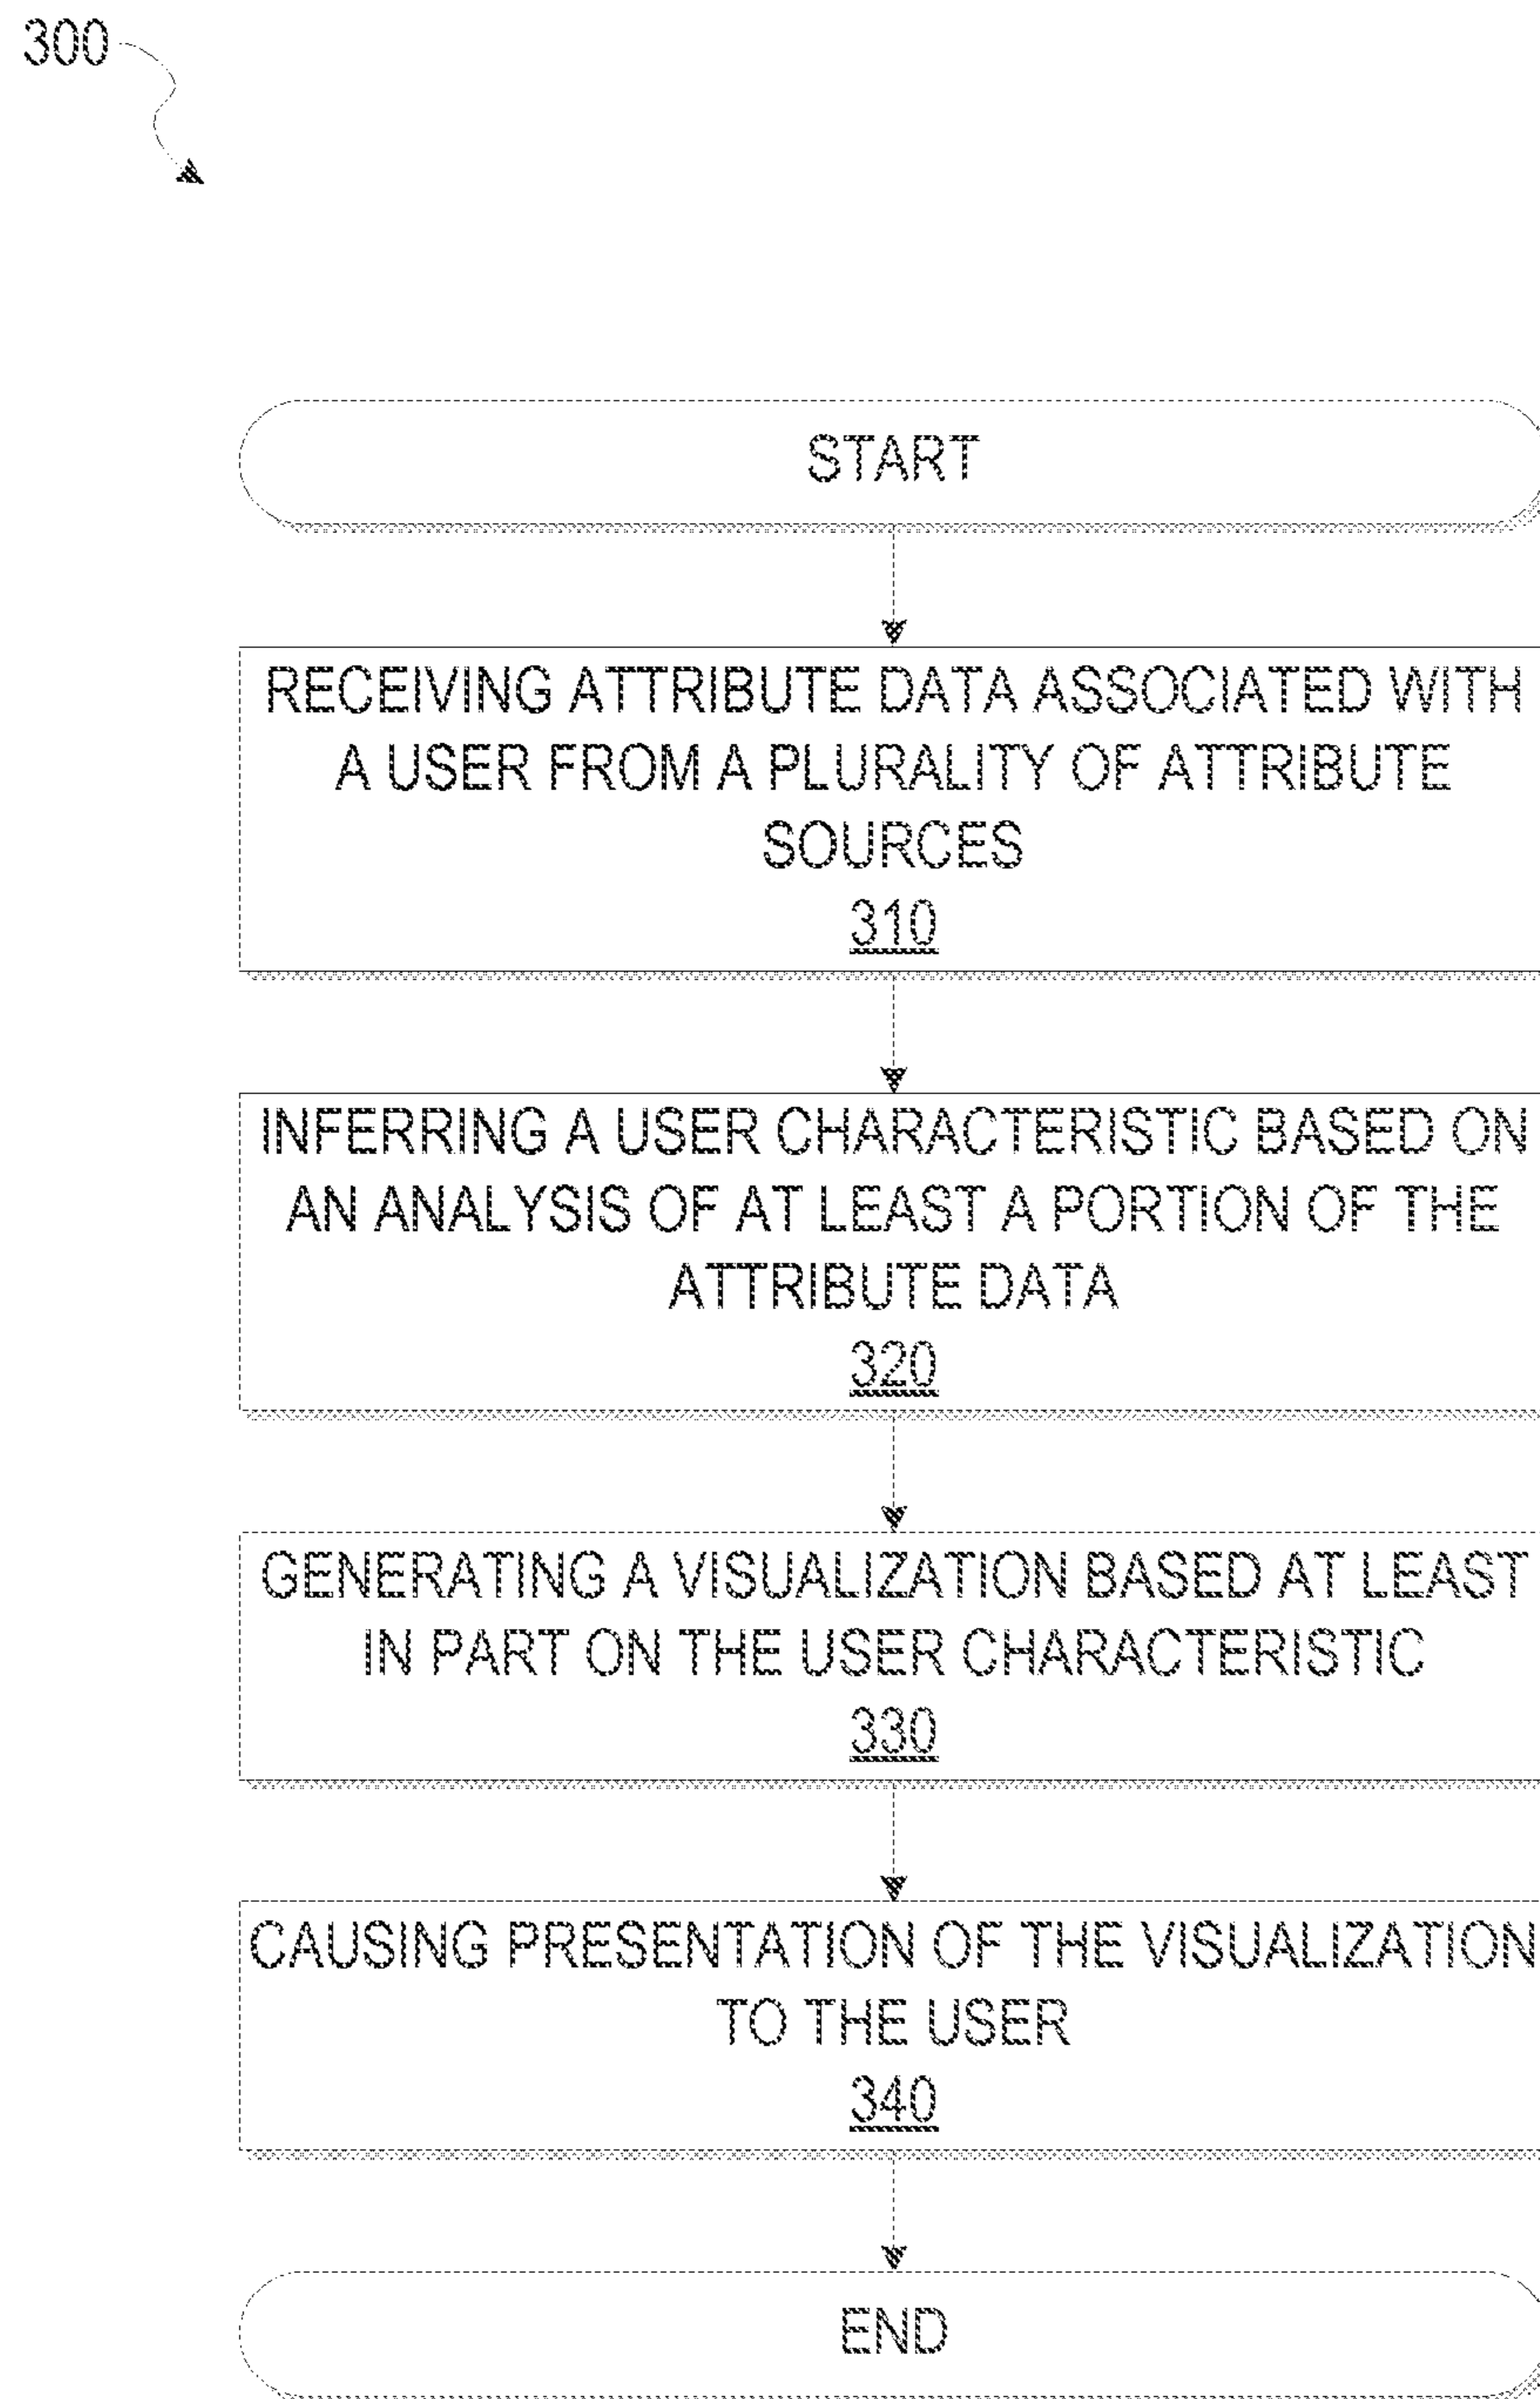 300
START
RECEIVING ATTRIBUTE DATA ASSOCIATED WITH
A USER FROM A PLURALITY OF ATTRIBUTE
SOURCES
310
INFERRING A USER CHARACTERISTIC BASED ON
AN ANALYSIS OF AT LEAST A PORTION OF THE
ATTRIBUTE DATA
320
GENERATING A VISUALIZATION BASED AT LEAST
IN PART ON THE USER CHARACTERISTIC
330
CAUSING PRESENTATION OF THE VISUALIZATION
TO THE USER
340
END